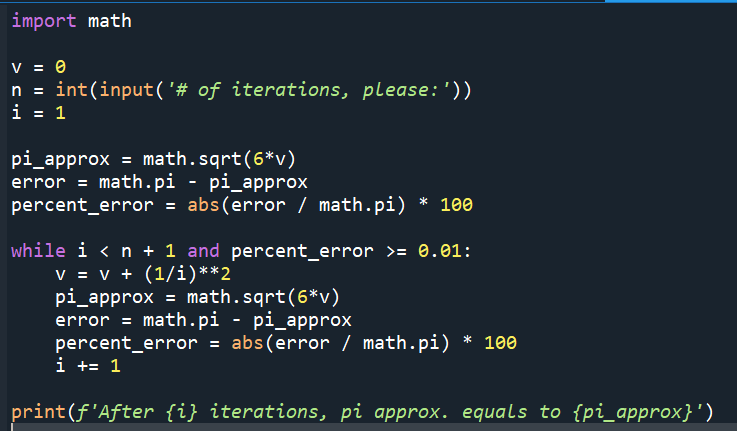 import math
v = 0
n = int(input('# of iterations, please:'))
i = 1
pi_approx = math.sqrt(6*v)
error = math.pi - pi_approx
percent_error = abs(error / math.pi) * 100
while i < n + 1 and percent_error >= 0.01:
    v = v + (1/i)**2
    pi_approx = math.sqrt(6*v)
    error = math.pi - pi_approx
    percent_error = abs(error / math.pi) * 100
    i += 1
print(f'After {i} iterations, pi approx. equals to {pi_approx}')